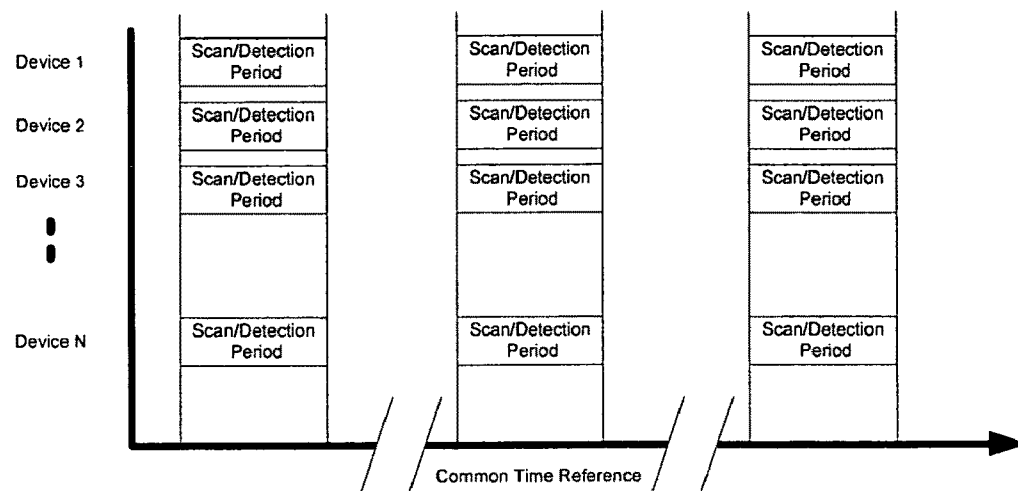 Device 1
Scan/Detection
Period
Scan/Detection
Period
Scan/Detection
Period
Device 2
Scan/Detection
Period
Scan/Detection
Period
Scan/Detection
Period
Device 3
Scan/Detection
Period
Scan/Detection
Period
Scan/Detection
Period
Device N
Scan/Detection
Period
Scan/Detection
Period
Scan/Detection
Period
Common Time Reference